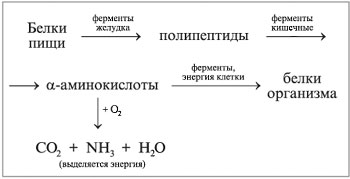 Белки пищи ферменты желудка → полипептиды ферменты кишечные →
→ α-аминокислоты ферменты, энергия клетки → белки организма
↓ + O₂
CO₂ + NH₃ + H₂O
(выделяется энергия)